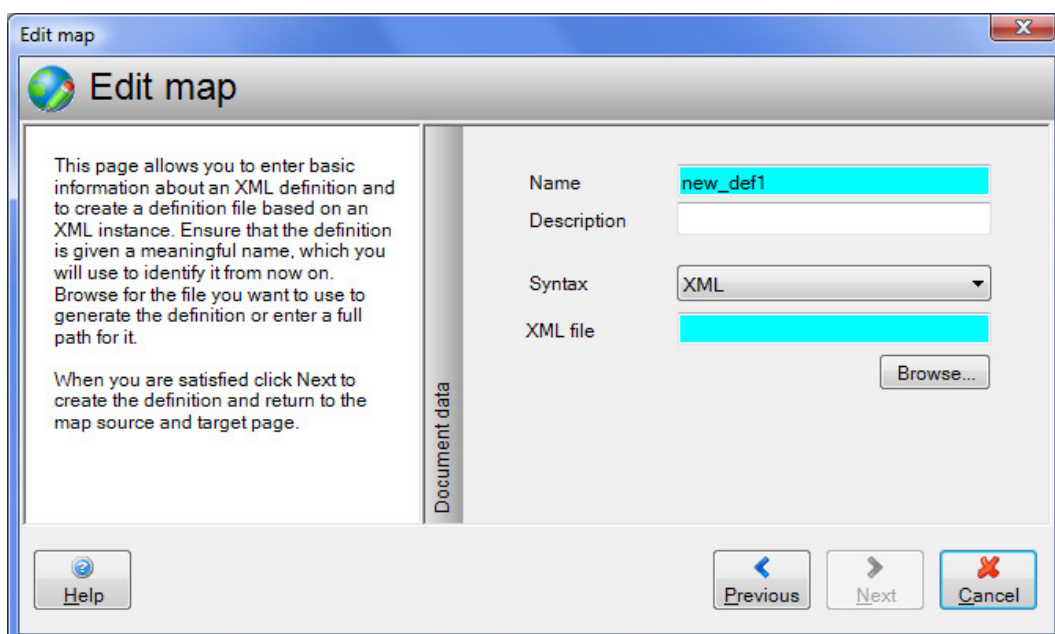 Edit map
Edit map
This page allows you to enter basic
information about an XML definition and
to create a definition file based on an
XML instance. Ensure that the definition
is given a meaningful name, which you
will use to identify it from now on.
Browse for the file you want to use to
generate the definition or enter a full
path for it.
When you are satisfied click Next to
create the definition and return to the
map source and target page.
Document data
Name new_def1
Description
Syntax XML
XML file
Browse...
Help
Previous
Next
Cancel